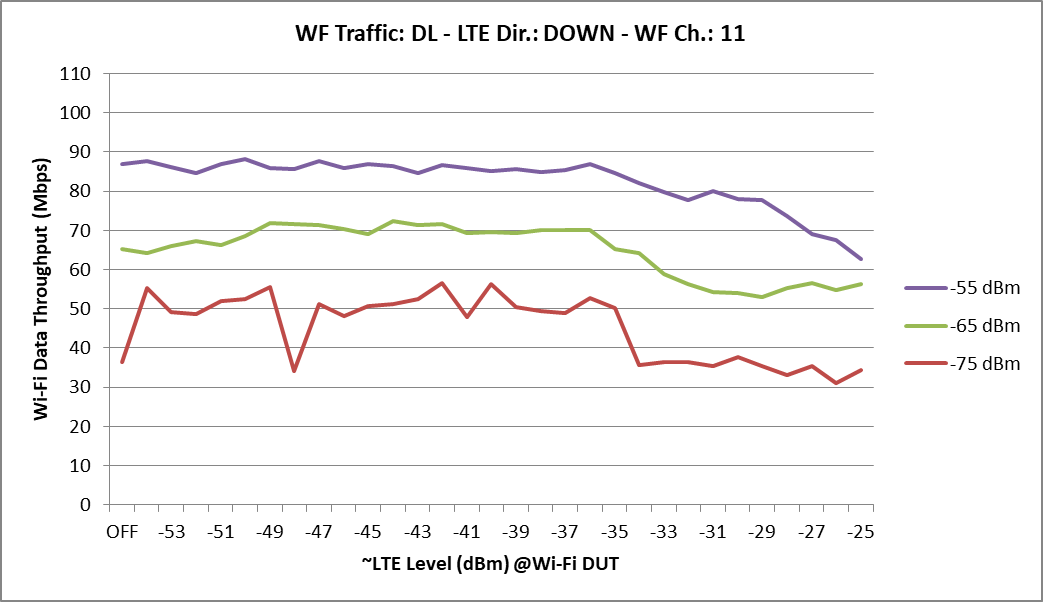 WF Traffic: DL - LTE Dir.: DOWN - WF Ch.: 11
110
100
90
80
70
60
50
40
30
20
10
0
Wi-Fi Data Throughput (Mbps)
OFF -53 -51 -49 -47 -45 -43 -41 -39 -37 -35 -33 -31 -29 -27 -25
~LTE Level (dBm) @Wi-Fi DUT
-55 dBm
-65 dBm
-75 dBm